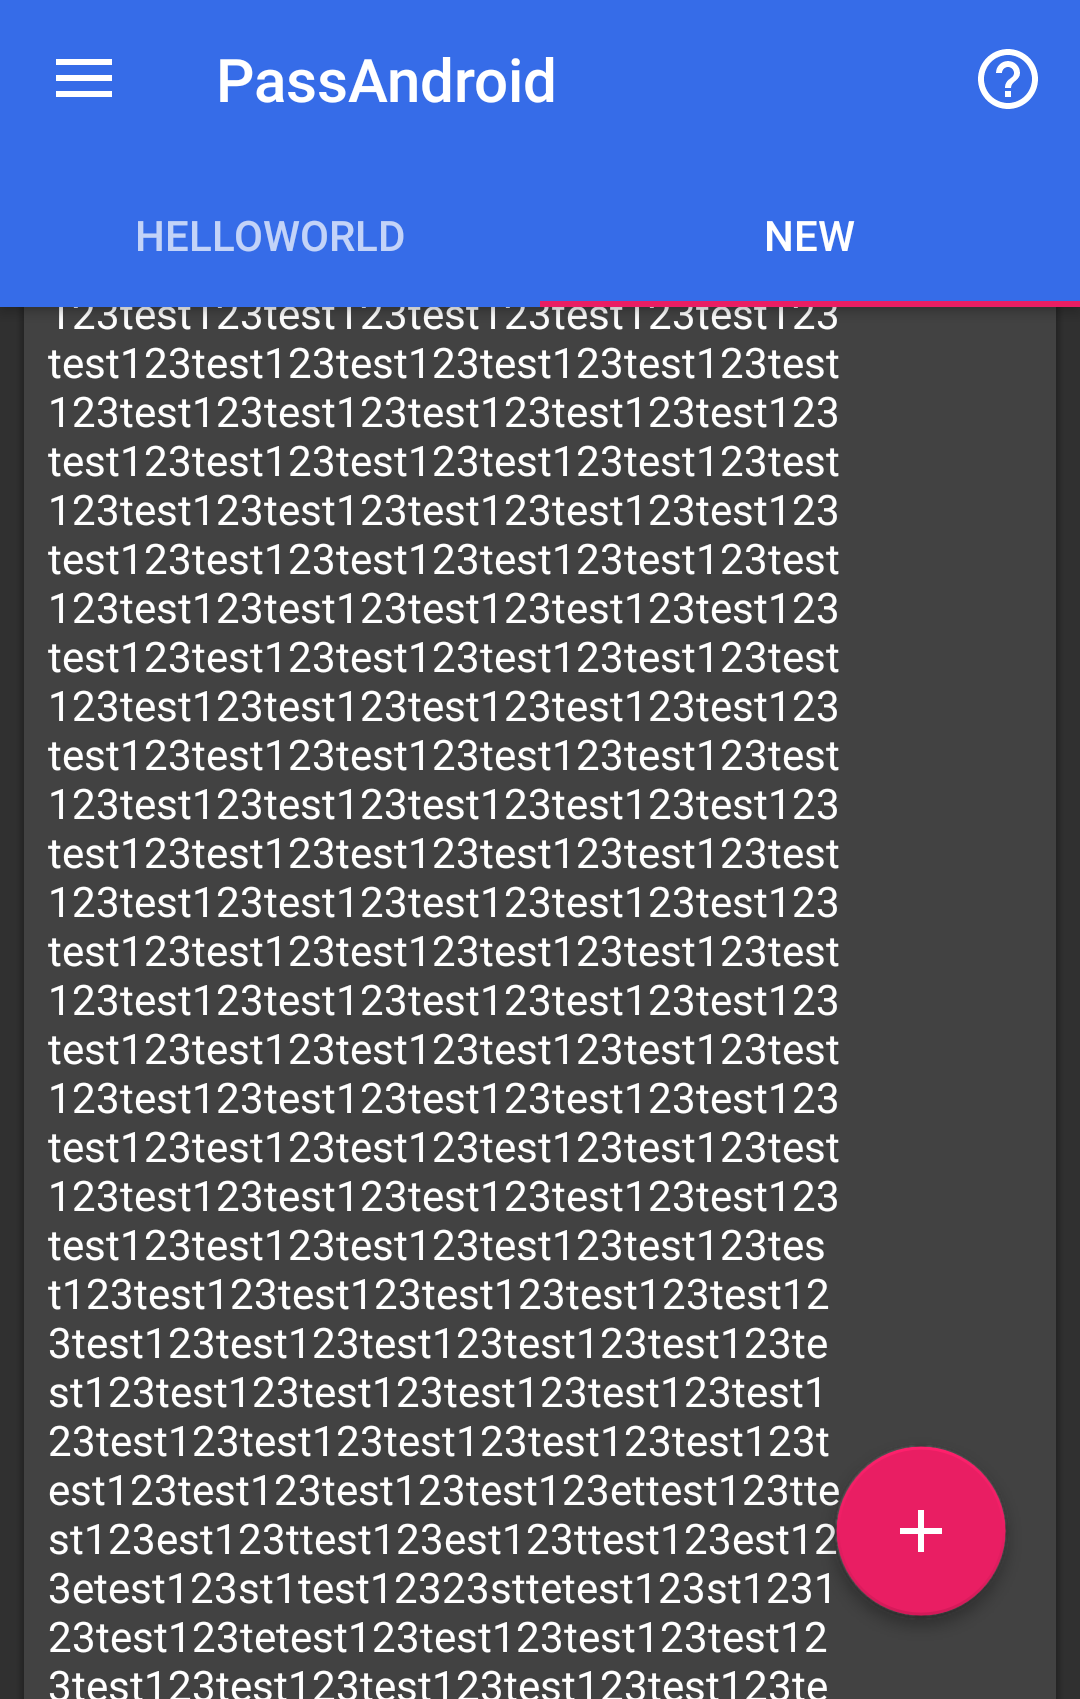 PassAndroid
HELLOWORLD
NEW
123test123test123test123test123test123
test123test123test123test123test123test
123test123test123test123test123test123
test123test123test123test123test123test
123test123test123test123test123test123
test123test123test123test123test123test
123test123test123test123test123test123
test123test123test123test123test123test
123test123test123test123test123test123
test123test123test123test123test123test
123test123test123test123test123test123
test123test123test123test123test123test
123test123test123test123test123test123
test123test123test123test123test123test
123test123test123test123test123test123
test123test123test123test123test123test
123test123test123test123test123test123
test123test123test123test123test123test
123test123test123test123test123test123
test123test123test123test123test123tes
t123test123test123test123test123test12
3test123test123test123test123test123te
st123test123test123test123test123test1
23test123test123test123test123test123t
est123test123test123test123ettest123tte
st123est123ttest123est123ttest123est12
3etest123st1test12323sttetest123st1231
23test123tetest123test123test123test12
3test123test123test123test123test123te